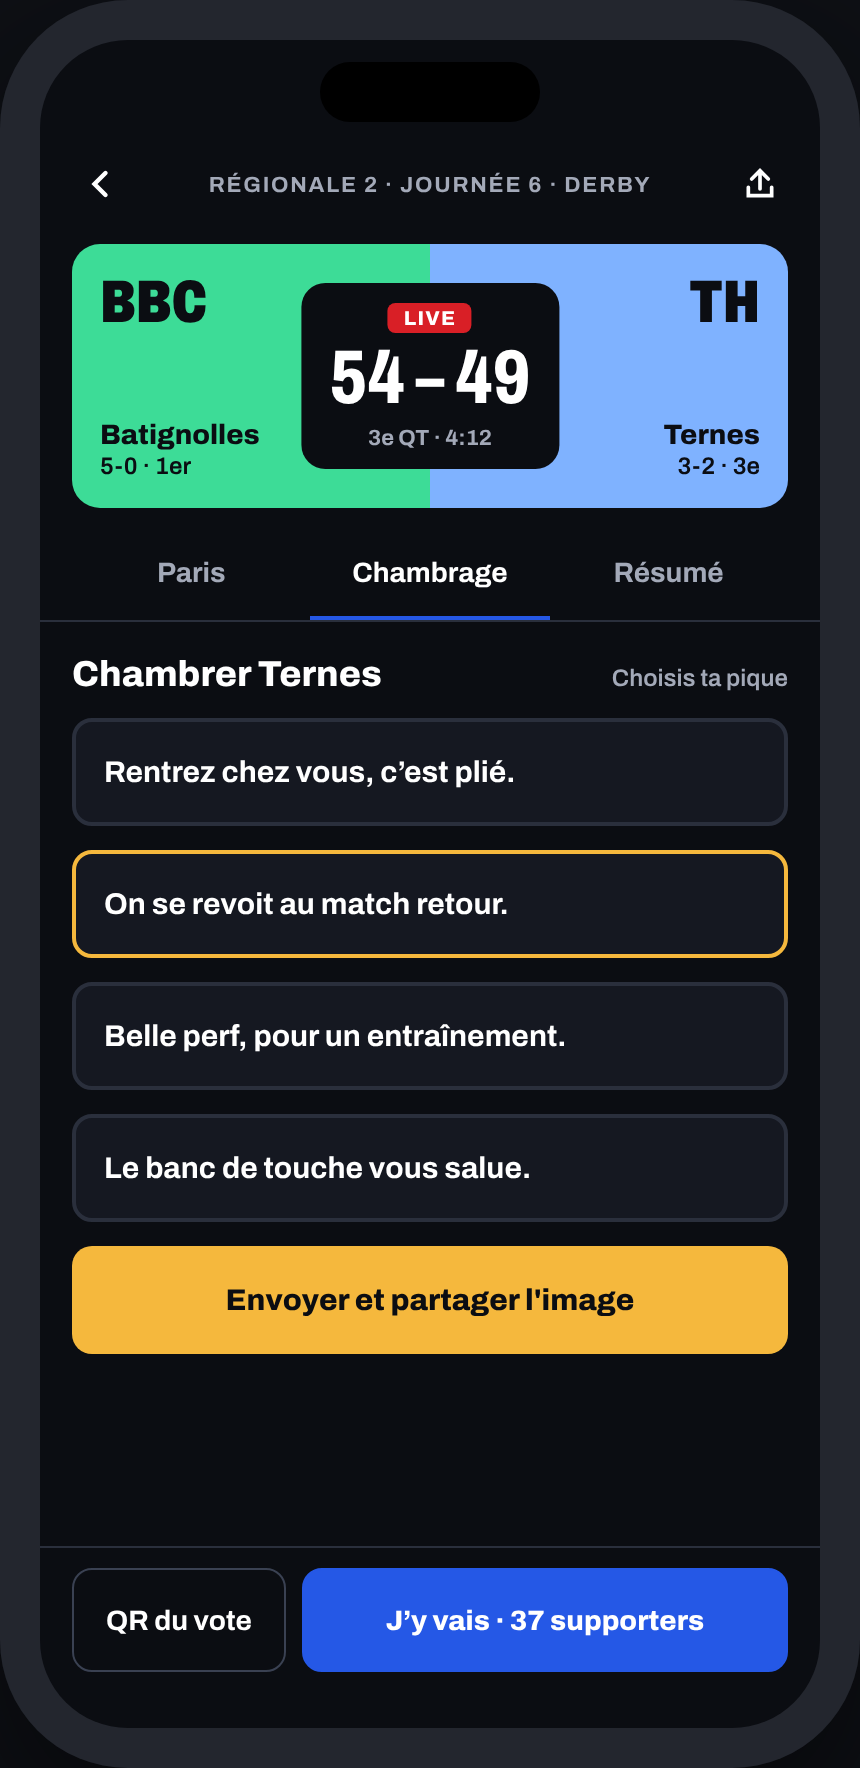 RÉGIONALE 2 · JOURNÉE 6 · DERBY
BBC
TH
LIVE
54 – 49
3e QT · 4:12
Batignolles
5-0 · 1er
Ternes
3-2 · 3e
Paris
Chambrage
Résumé
Chambrer Ternes
Choisis ta pique
Rentrez chez vous, c’est plié.
On se revoit au match retour.
Belle perf, pour un entraînement.
Le banc de touche vous salue.
Envoyer et partager l'image
QR du vote
J’y vais · 37 supporters